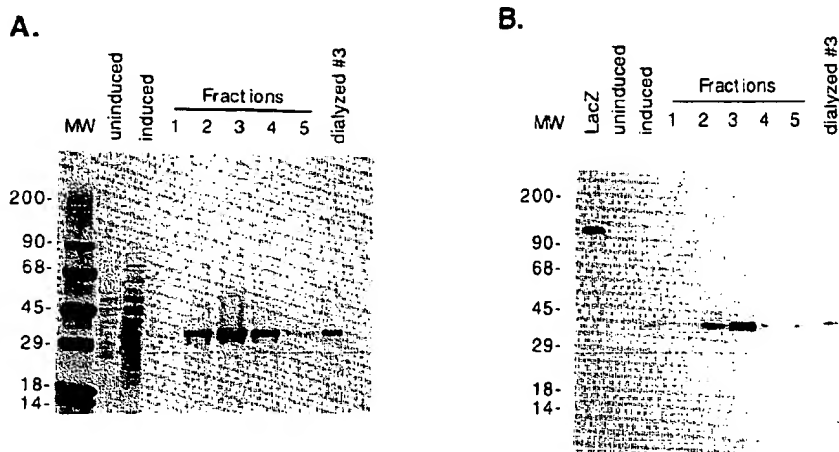 A.
MW
uninduced
induced
Fractions
1 2 3 4 5
dialyzed #3
200-
90-
68-
45-
29-
18-
14-
B.
MW
LacZ
uninduced
induced
Fractions
1 2 3 4 5
dialyzed #3
200-
90-
68-
45-
29-
18-
14-